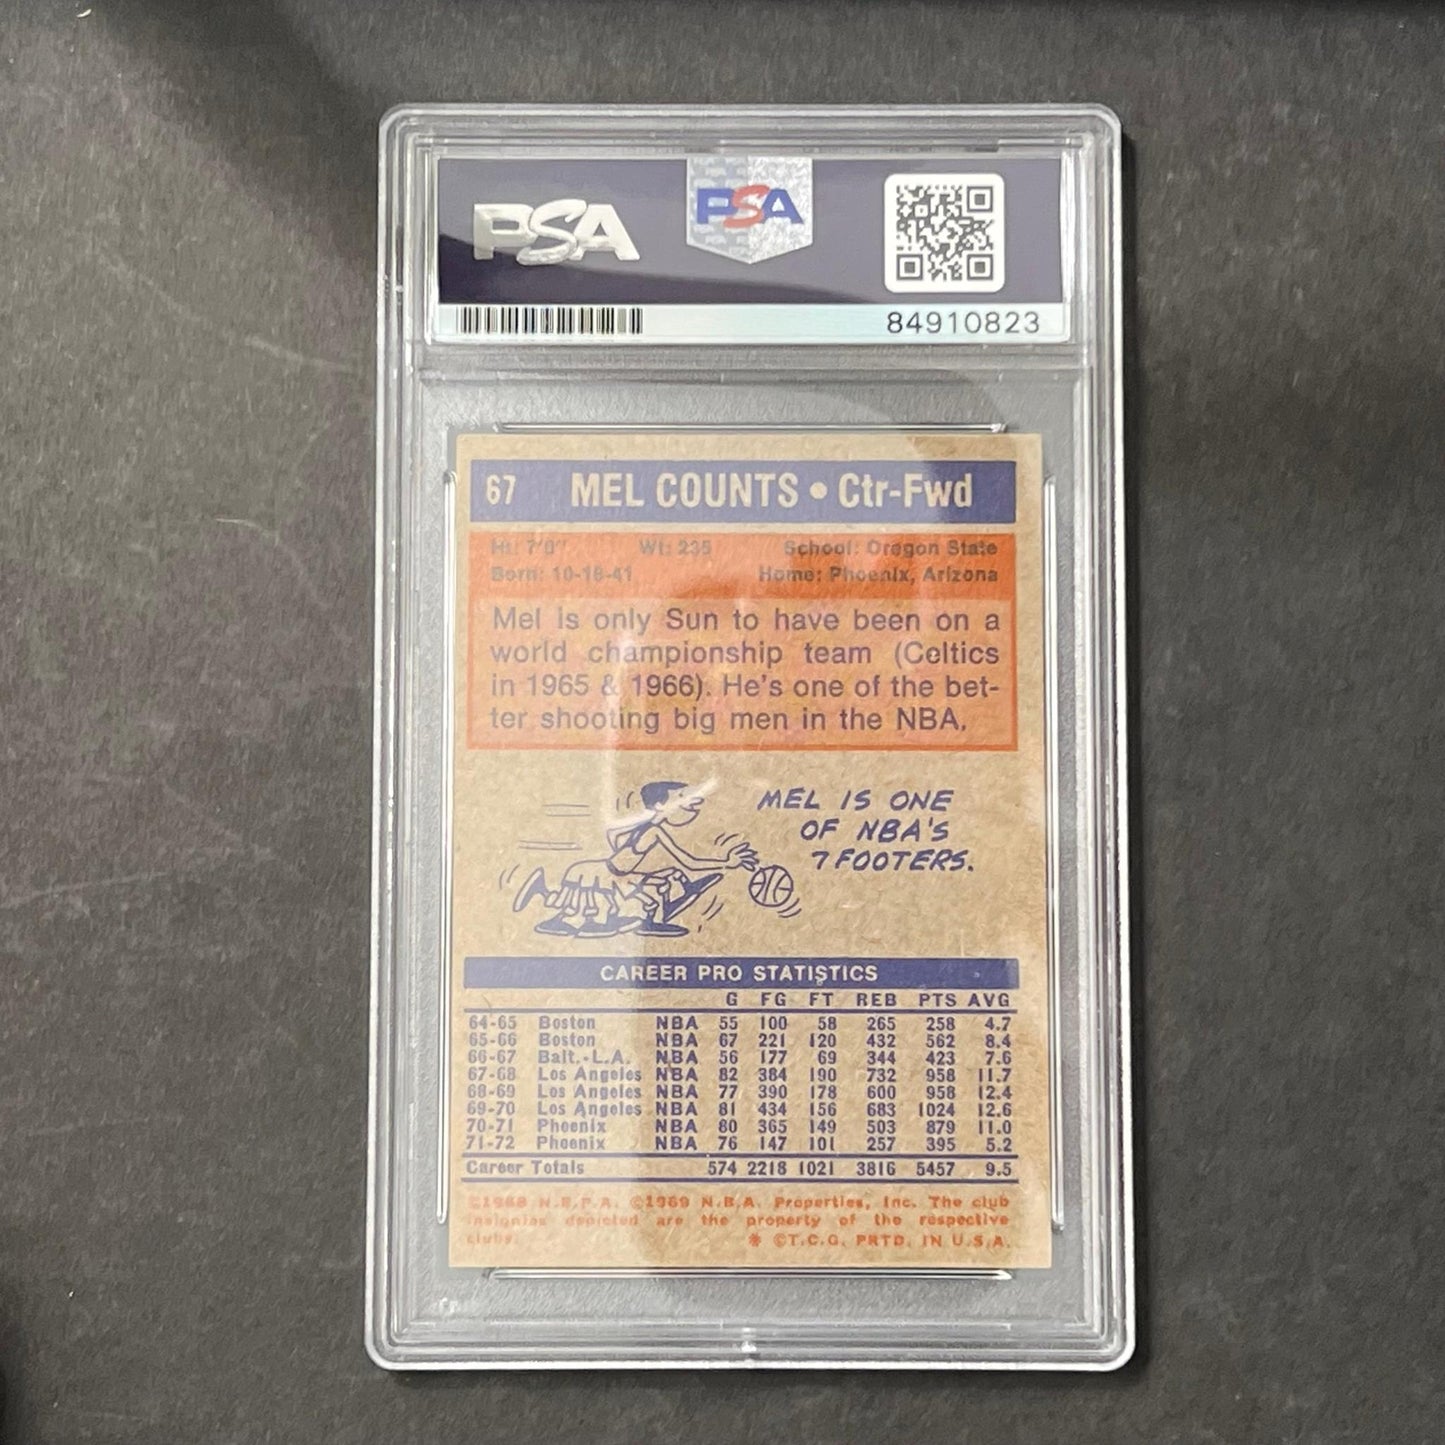 PSA
PSA
84910823
67 MEL COUNTS • Ctr-Fwd
Ht: 7'0" Wt: 235 School: Oregon State
Born: 10-16-41 Home: Phoenix, Arizona
Mel is only Sun to have been on a
world championship team (Celtics
in 1965 & 1966). He's one of the bet-
ter shooting big men in the NBA.
MEL IS ONE
OF NBA'S
7 FOOTERS.
CAREER PRO STATISTICS
G FG FT REB PTS AVG
64-65 Boston NBA 55 100 58 265 258 4.7
65-66 Boston NBA 67 221 120 432 562 8.4
66-67 Balt.-L.A. NBA 56 177 69 344 423 7.6
67-68 Los Angeles NBA 82 384 190 732 958 11.7
68-69 Los Angeles NBA 77 390 178 600 958 12.4
69-70 Los Angeles NBA 81 434 156 683 1024 12.6
70-71 Phoenix NBA 80 365 149 503 879 11.0
71-72 Phoenix NBA 76 147 101 257 395 5.2
Career Totals 574 2218 1021 3816 5457 9.5
©1968 N.B.P.A. ©1969 N.B.A. Properties, Inc. The club
insignias depicted are the property of the respective
clubs. * ©T.C.G. PRTD. IN U.S.A.